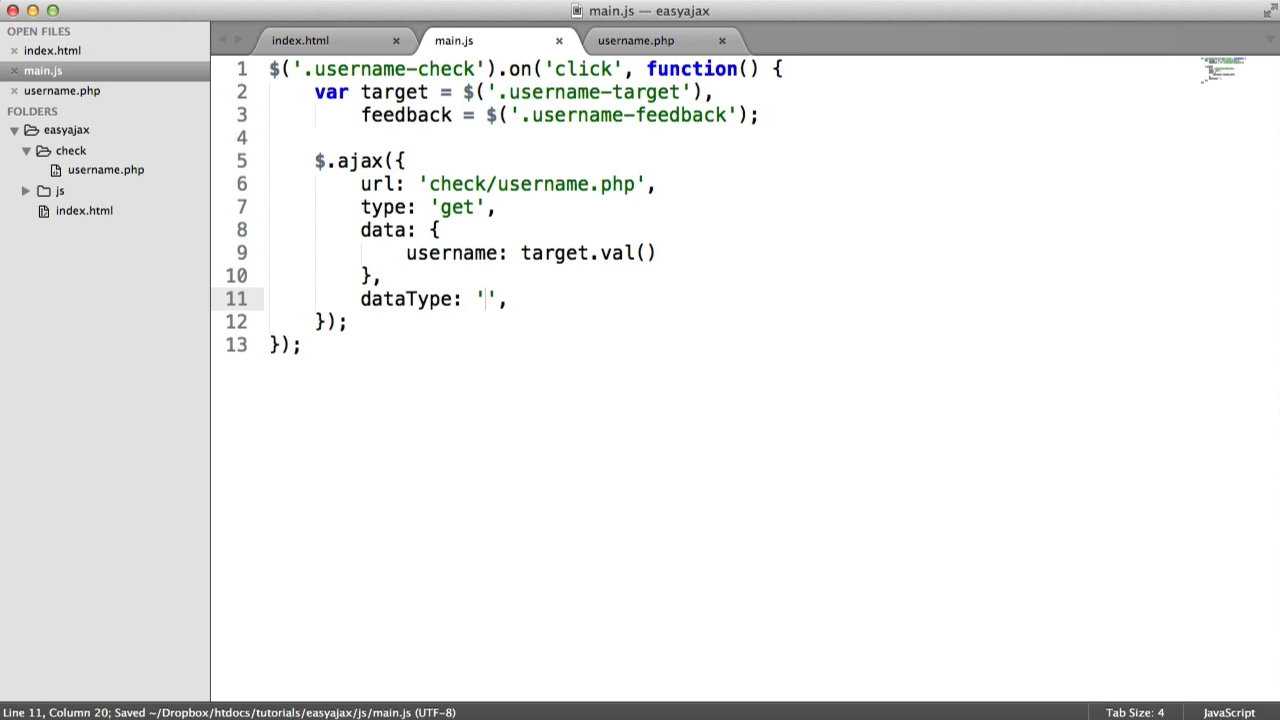 main.js — easyajax
OPEN FILES
index.html
main.js
username.php
FOLDERS
easyajax
check
username.php
js
index.html
index.html
main.js
username.php
1 $('.username-check').on('click', function() {
2 var target = $('.username-target'),
3 feedback = $('.username-feedback');
4
5 $.ajax({
6 url: 'check/username.php',
7 type: 'get',
8 data: {
9 username: target.val()
10 },
11 dataType: '',
12 });
13 });
Line 11, Column 20; Saved ~/Dropbox/htdocs/tutorials/easyajax/js/main.js (UTF-8)
Tab Size: 4
JavaScript